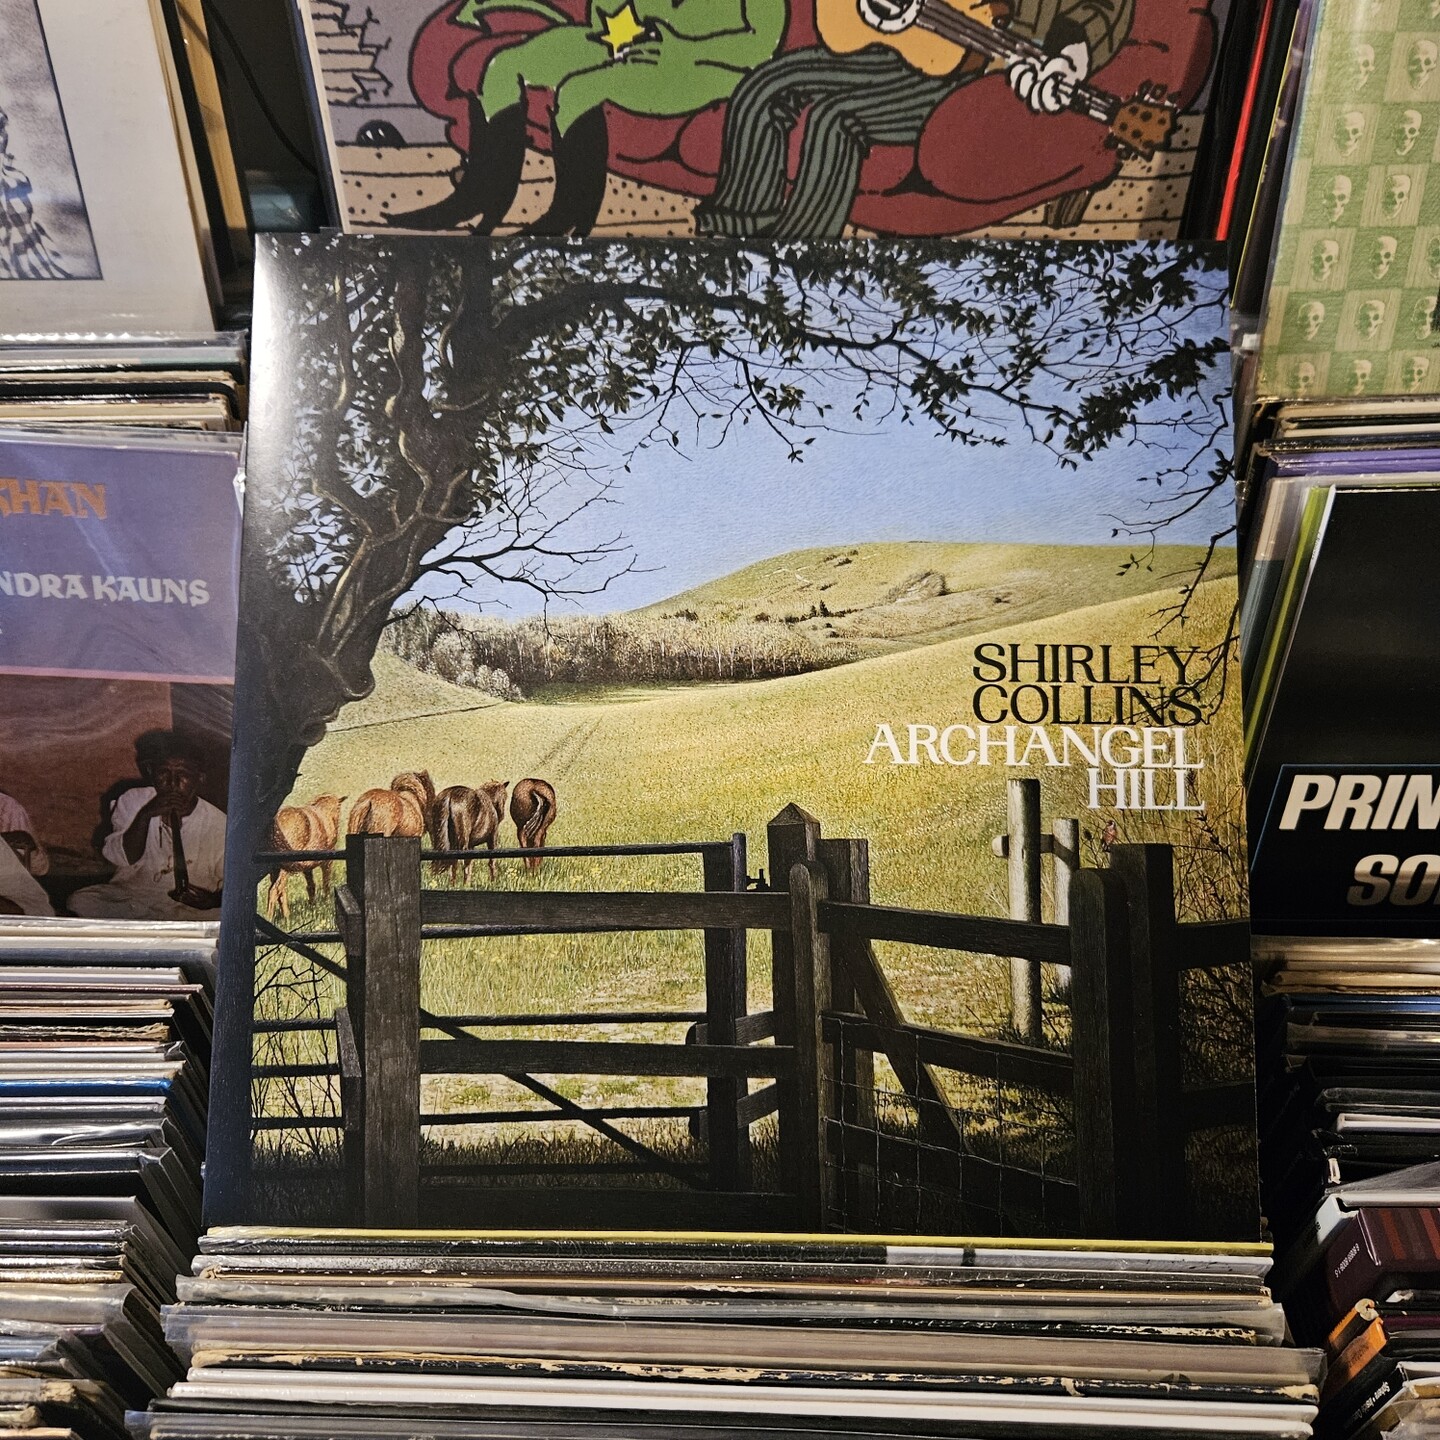 SHAN
NDRA KAUNS
SHIRLEY
COLLINS
ARCHANGEL
HILL
PRIN
SO